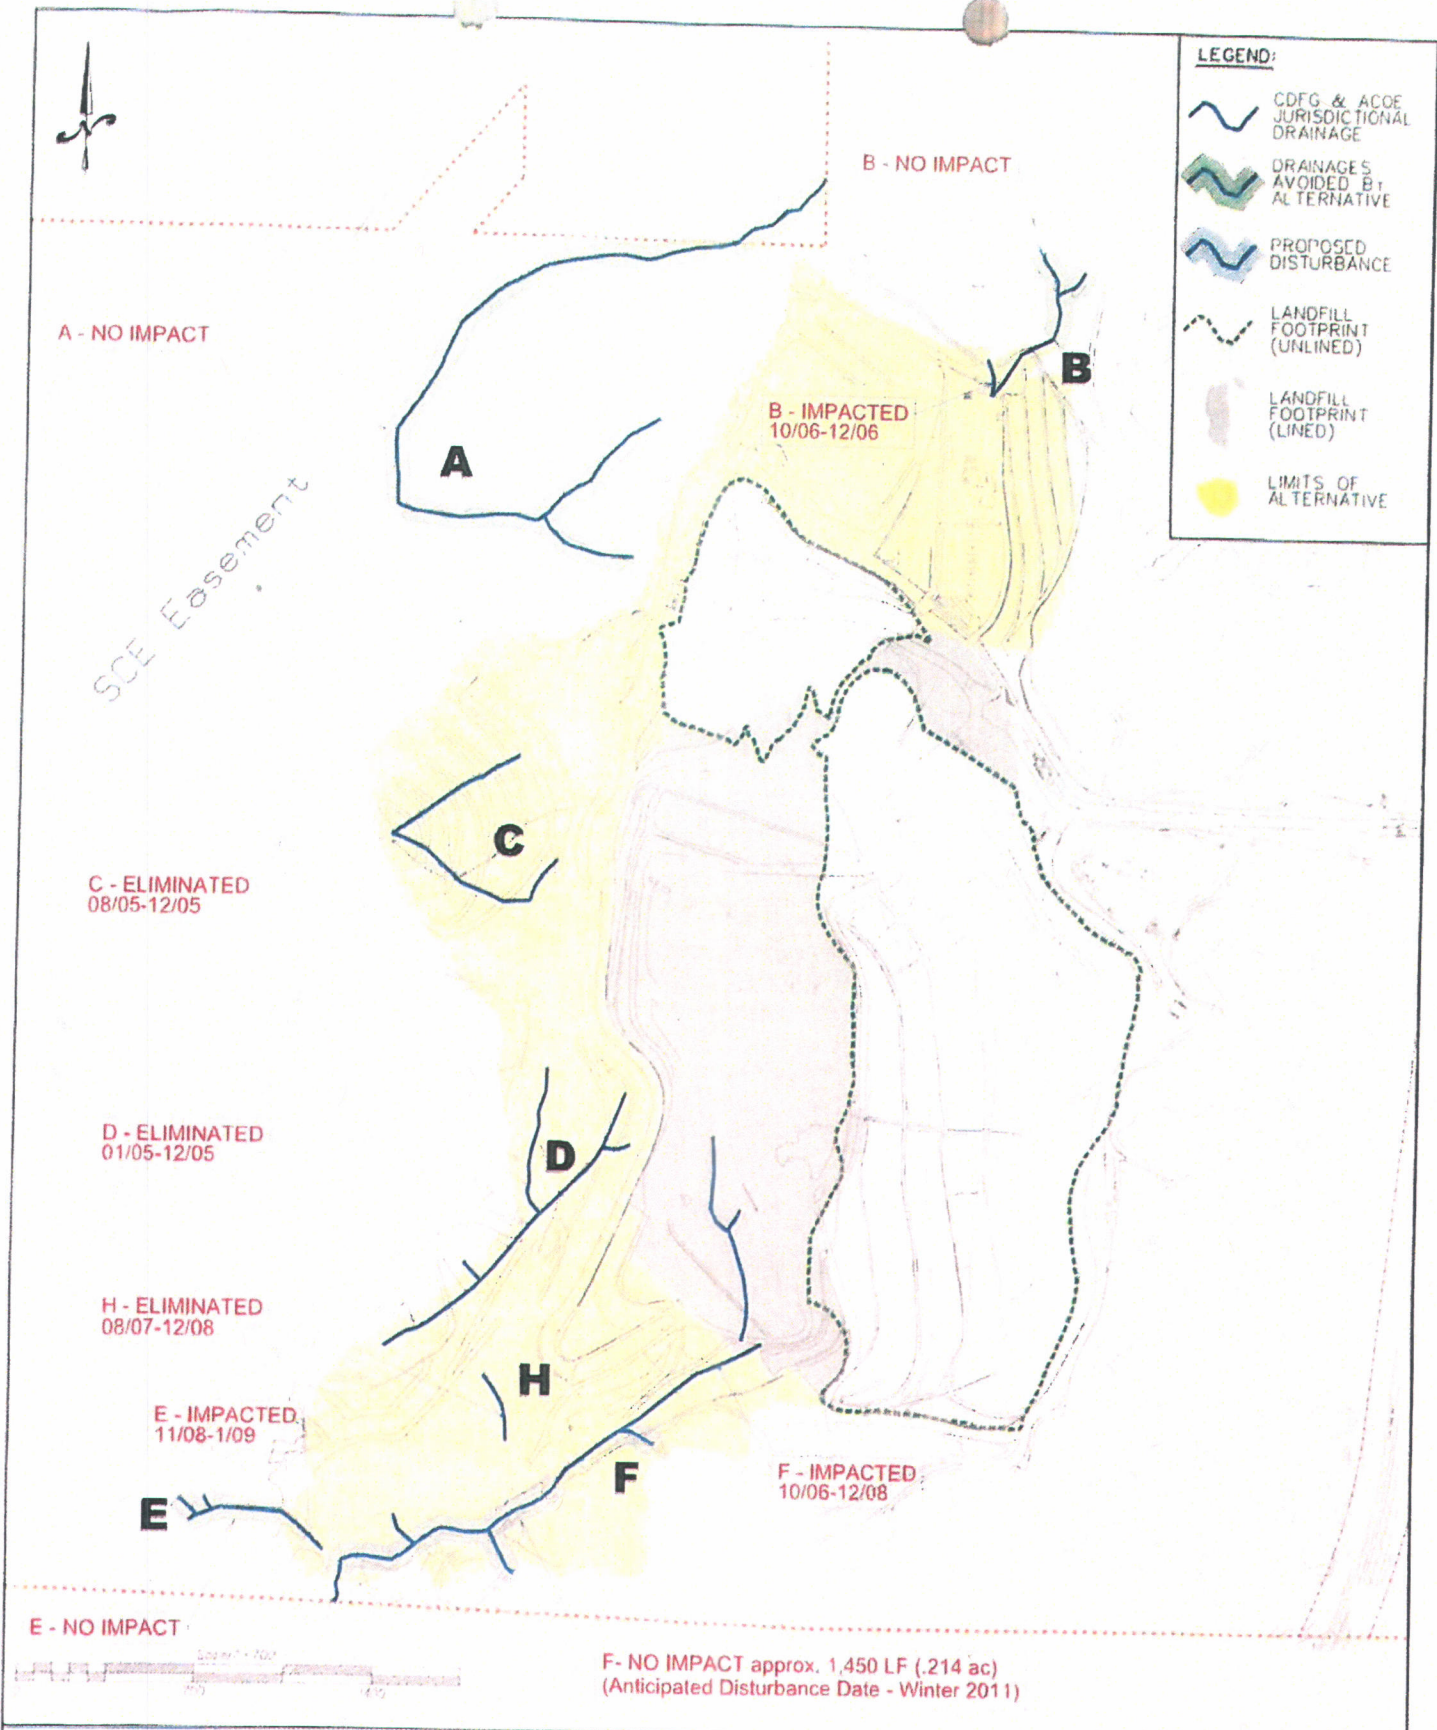 LEGEND:
CDFG & ACOE
JURISDICTIONAL
DRAINAGE
DRAINAGES
AVOIDED BY
ALTERNATIVE
PROPOSED
DISTURBANCE
LANDFILL
FOOTPRINT
(UNLINED)
LANDFILL
FOOTPRINT
(LINED)
LIMITS OF
ALTERNATIVE
B - NO IMPACT
A - NO IMPACT
B
B - IMPACTED
10/06-12/06
A
SCE Easement
C
C - ELIMINATED
08/05-12/05
D - ELIMINATED
01/05-12/05
D
H - ELIMINATED
08/07-12/08
H
E - IMPACTED
11/08-1/09
F
F - IMPACTED
10/06-12/08
E
E - NO IMPACT
F- NO IMPACT approx. 1,450 LF (.214 ac)
(Anticipated Disturbance Date - Winter 2011)